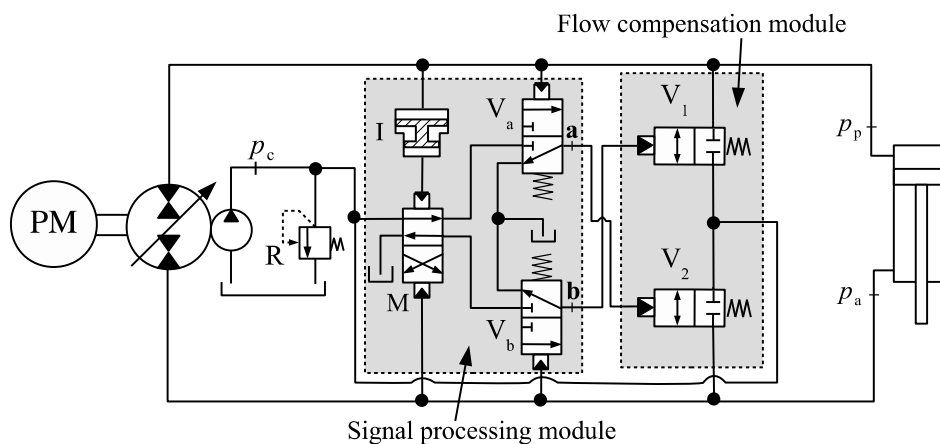 Flow compensation module
V1
Va
a
I
pc
pp
PM
R
V2
M
b
pa
Vb
Signal processing module